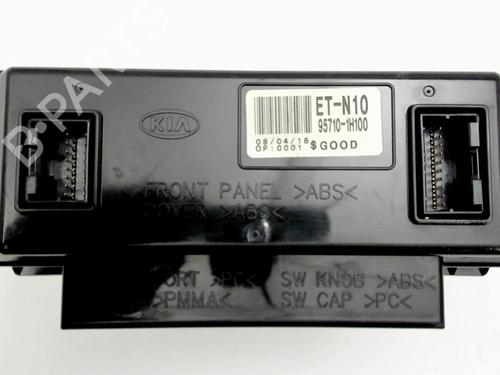 ET-N10
95710-1H100
08/04/18
OP:0001 $GOOD
KIA
FRONT PANEL >ABS<
COVER >ABS<
>PC< SW KNOB >ABS<
>PMMA< SW CAP >PC<
B-PARTS